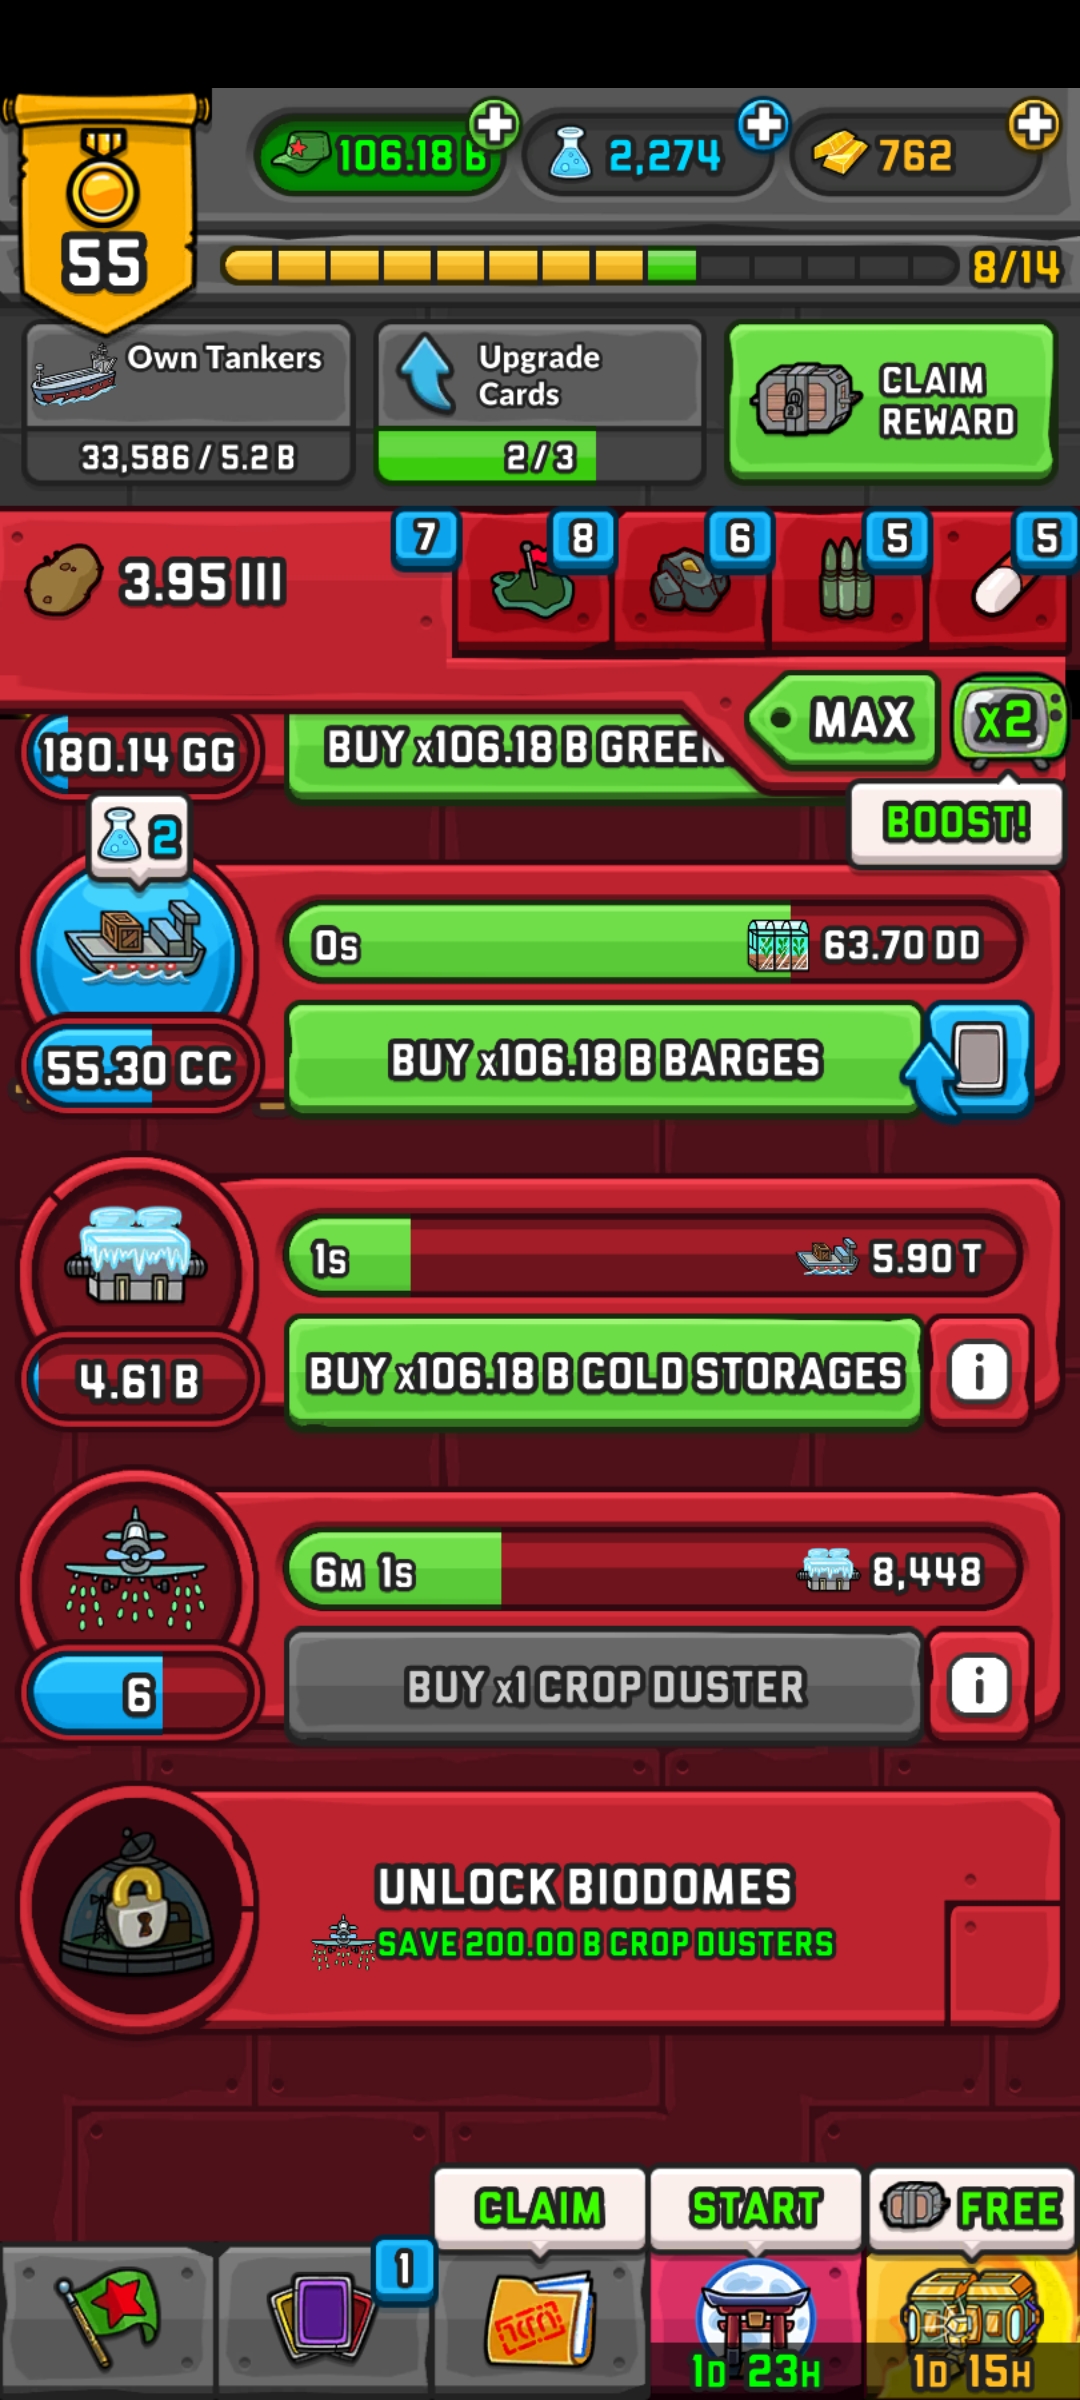 106.18 B
2,274
762
55
8/14
Own Tankers
33,586 / 5.2 B
Upgrade
Cards
2 / 3
CLAIM
REWARD
3.95 III
7
8
6
5
5
MAX
x2
BOOST!
180.14 GG
BUY x106.18 B GREEN
2
0s
63.70 DD
55.30 CC
BUY x106.18 B BARGES
1s
5.90 T
4.61 B
BUY x106.18 B COLD STORAGES
i
6M 1s
8,448
6
BUY x1 CROP DUSTER
i
UNLOCK BIODOMES
SAVE 200.00 B CROP DUSTERS
CLAIM
START
FREE
1
1D 23H
1D 15H